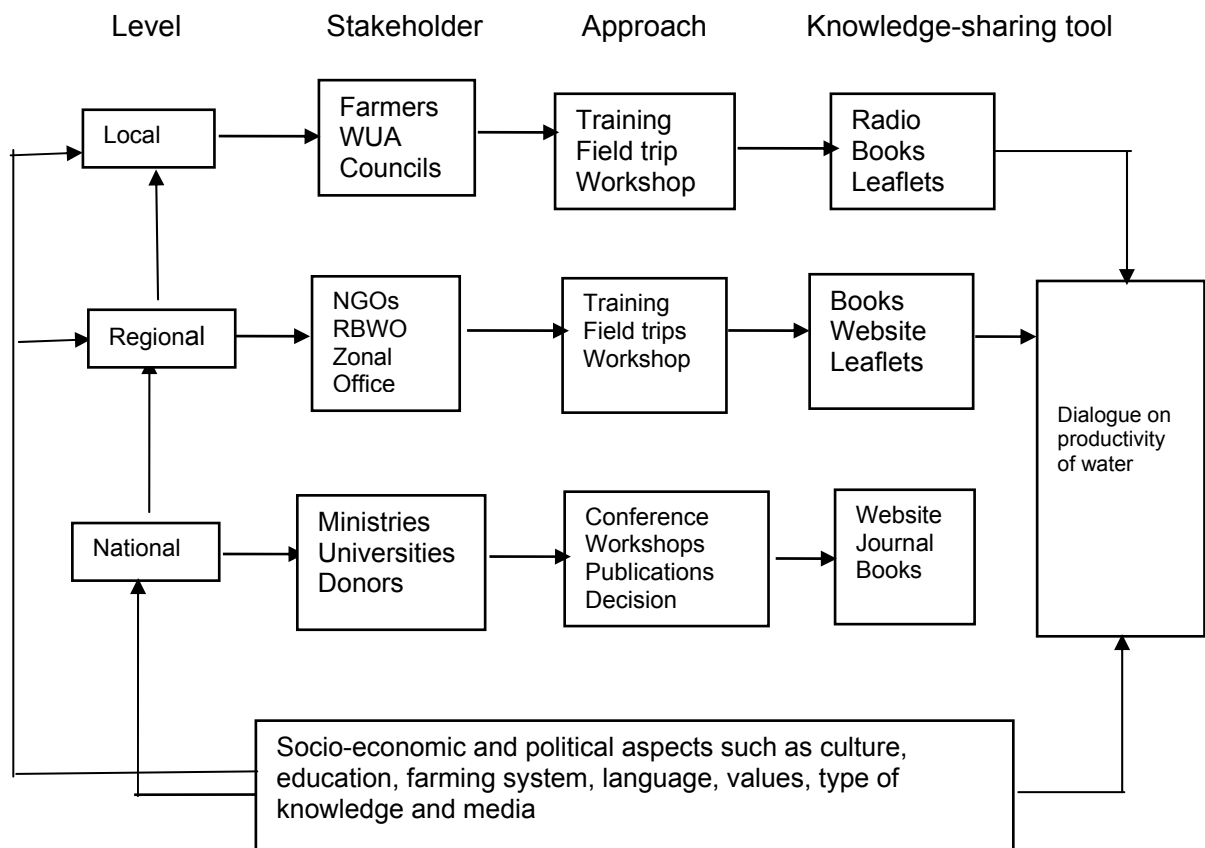 Level
Stakeholder
Approach
Knowledge-sharing tool
Local
Farmers
WUA
Councils
Training
Field trip
Workshop
Radio
Books
Leaflets
Regional
NGOs
RBWO
Zonal
Office
Training
Field trips
Workshop
Books
Website
Leaflets
Dialogue on
productivity
of water
National
Ministries
Universities
Donors
Conference
Workshops
Publications
Decision
Website
Journal
Books
Socio-economic and political aspects such as culture,
education, farming system, language, values, type of
knowledge and media